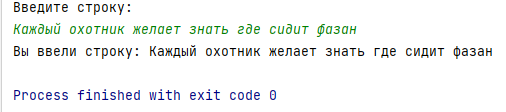 Введите строку:
Каждый охотник желает знать где сидит фазан
Вы ввели строку: Каждый охотник желает знать где сидит фазан
Process finished with exit code 0